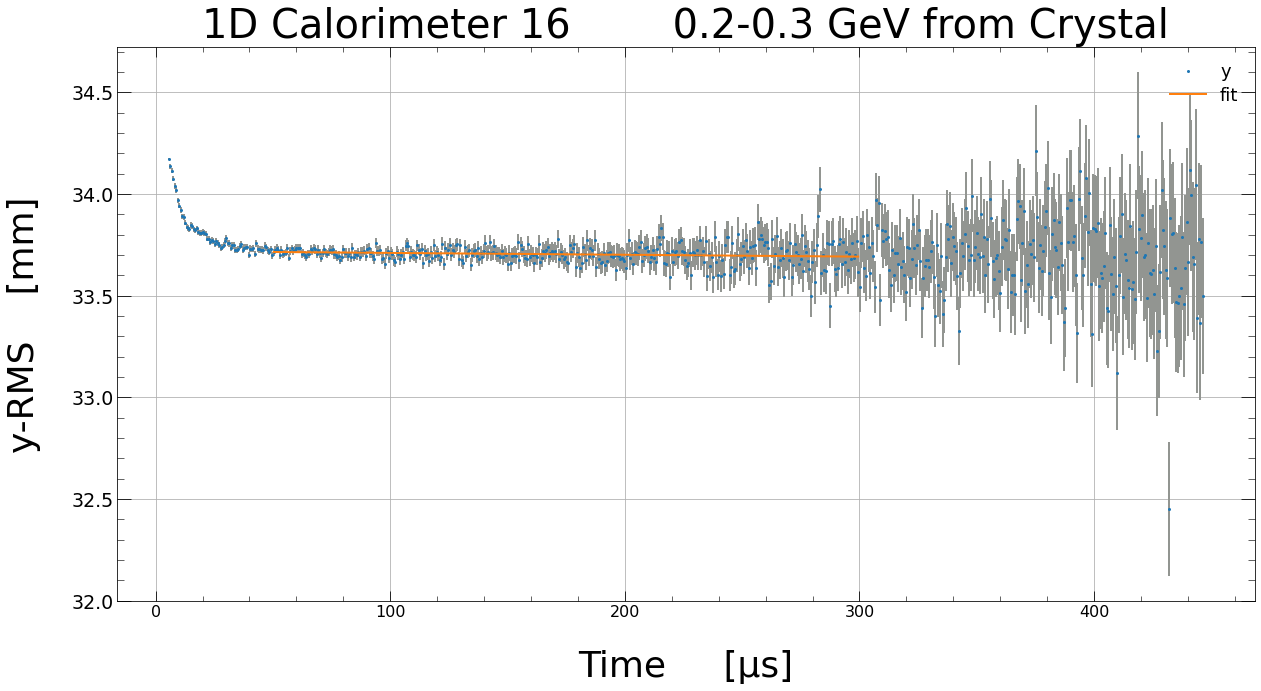 1D Calorimeter 16 0.2-0.3 GeV from Crystal
y
fit
34.5
34.0
33.5
33.0
32.5
32.0
y-RMS [mm]
0 100 200 300 400
Time [μs]